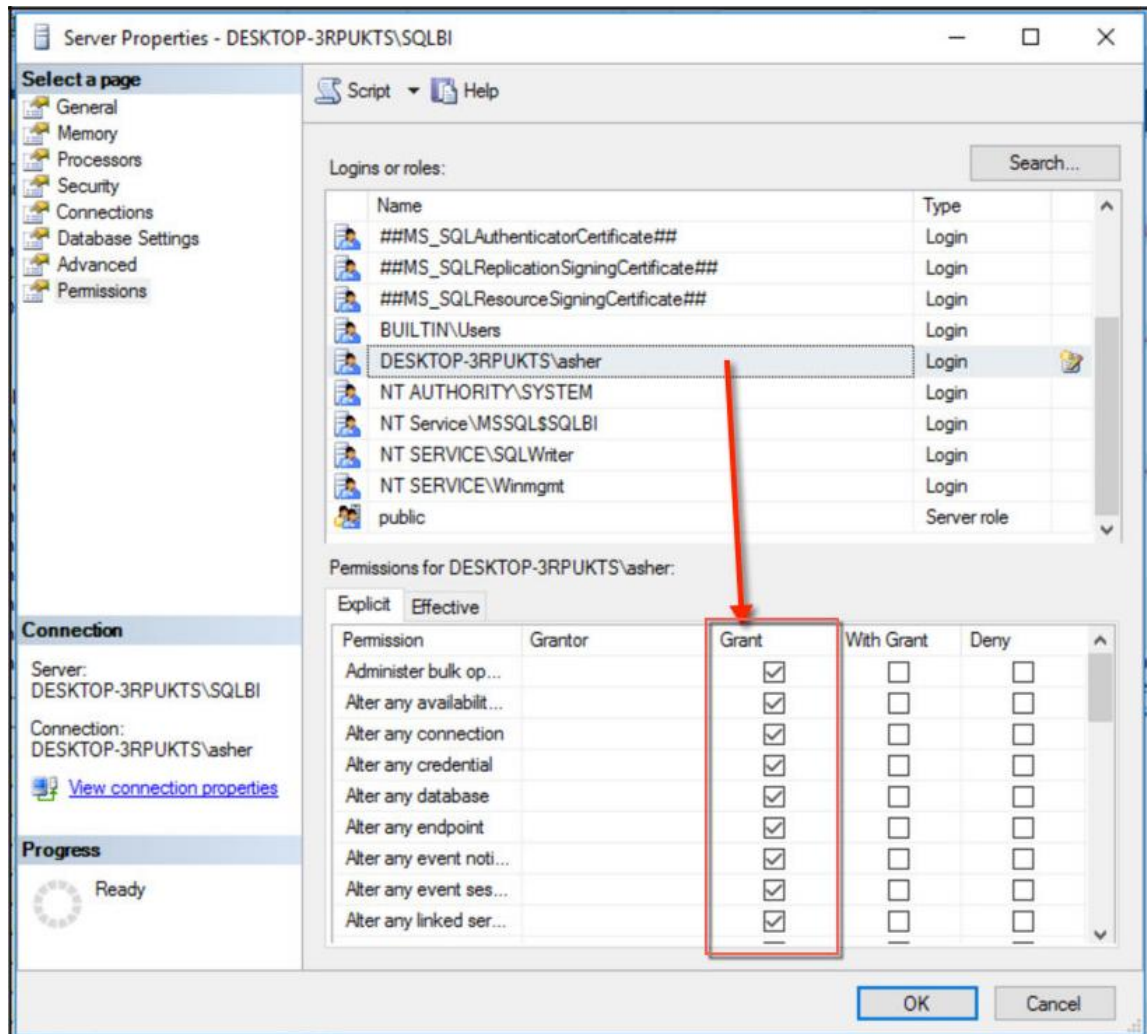 Server Properties - DESKTOP-3RPUKTS\SQLBI
Select a page
General
Memory
Processors
Security
Connections
Database Settings
Advanced
Permissions
Connection
Server:
DESKTOP-3RPUKTS\SQLBI
Connection:
DESKTOP-3RPUKTS\asher
View connection properties
Progress
Ready
Script Help
Logins or roles:
Search...
Name Type
##MS_SQLAuthenticatorCertificate## Login
##MS_SQLReplicationSigningCertificate## Login
##MS_SQLResourceSigningCertificate## Login
BUILTIN\Users Login
DESKTOP-3RPUKTS\asher Login
NT AUTHORITY\SYSTEM Login
NT Service\MSSQL$SQLBI Login
NT SERVICE\SQLWriter Login
NT SERVICE\Winmgmt Login
public Server role
Permissions for DESKTOP-3RPUKTS\asher:
Explicit Effective
Permission Grantor Grant With Grant Deny
Administer bulk op...
Alter any availabilit...
Alter any connection
Alter any credential
Alter any database
Alter any endpoint
Alter any event noti...
Alter any event ses...
Alter any linked ser...
OK Cancel